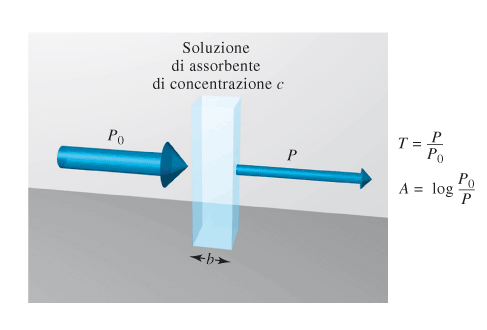 Soluzione
di assorbente
di concentrazione c
P₀
P
b
T = P/P₀
A = log P₀/P